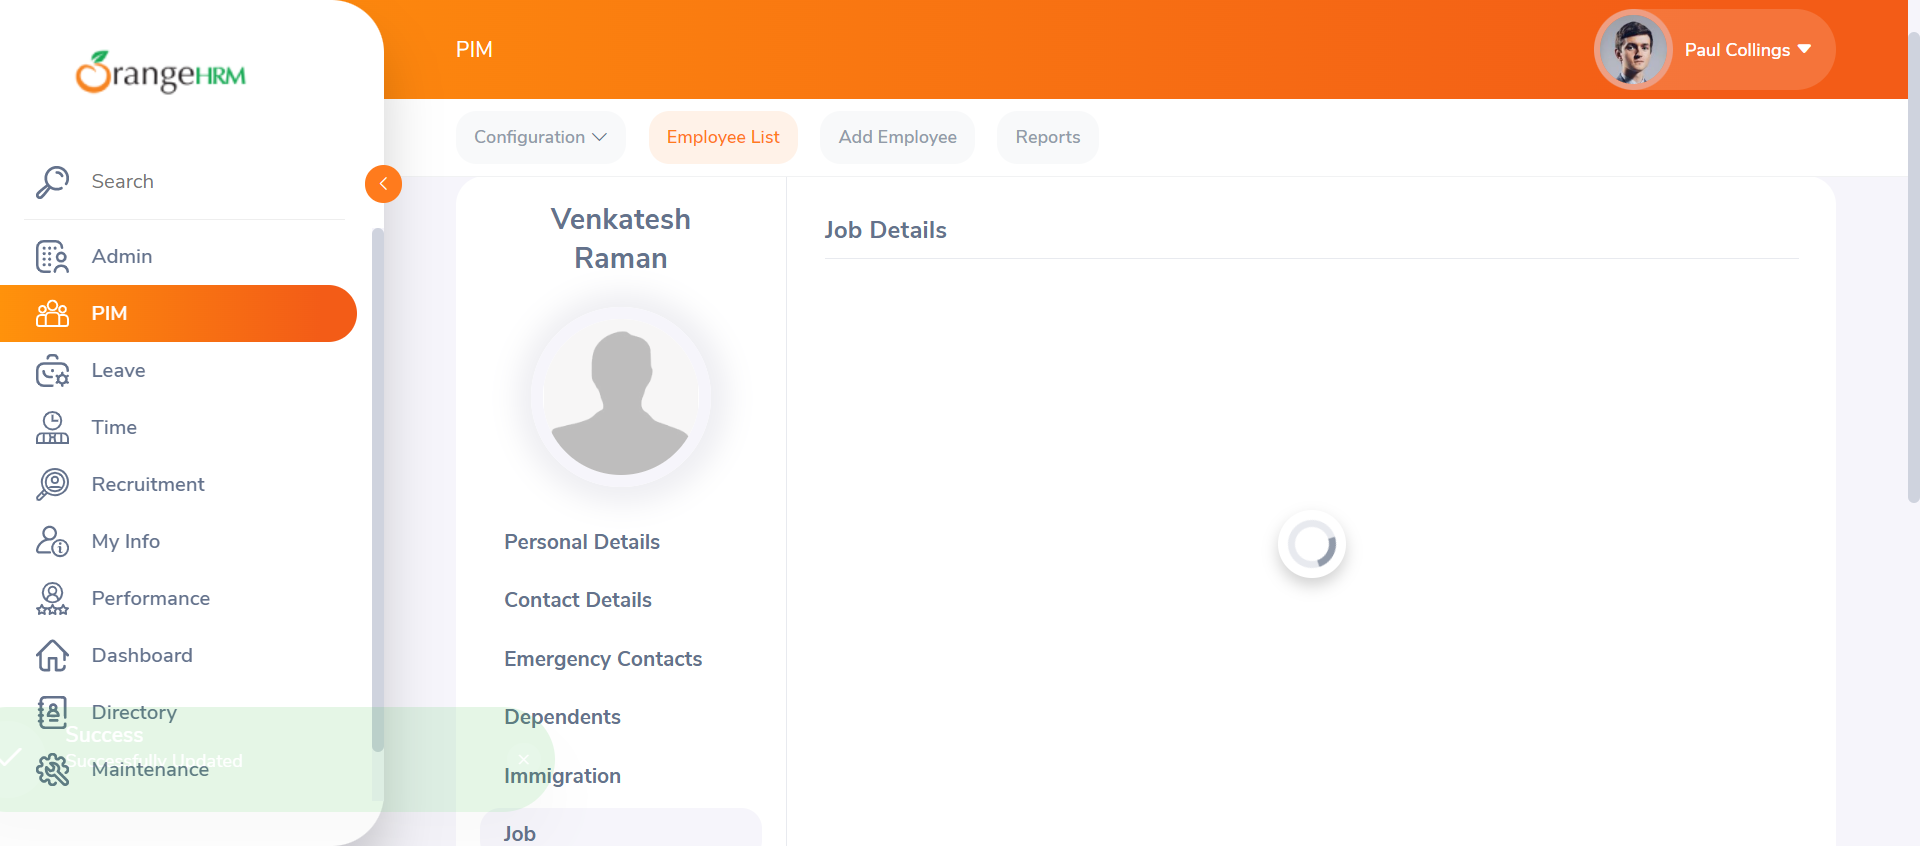 OrangeHRM
PIM
Paul Collings
Configuration
Employee List
Add Employee
Reports
Search
Admin
PIM
Leave
Time
Recruitment
My Info
Performance
Dashboard
Directory
Maintenance
Venkatesh
Raman
Personal Details
Contact Details
Emergency Contacts
Dependents
Immigration
Job
Job Details
Success
Successfully Updated